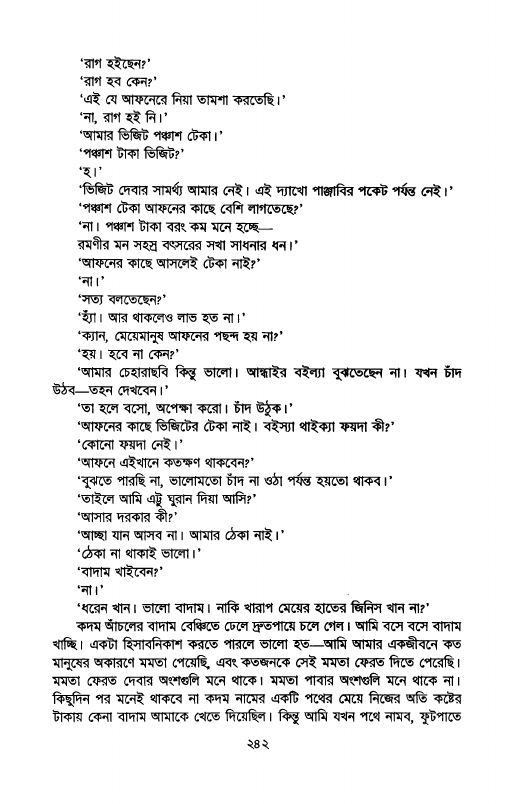 ‘রাগ হইছেন?’
‘রাগ হব কেন?’
‘এই যে আফনেরে নিয়া তামশা করতেছি।’
‘না, রাগ হই নি।’
‘আমার ভিজিট পঞ্চাশ টেকা।’
‘পঞ্চাশ টাকা ভিজিট?’
‘হ।’
‘ভিজিট দেবার সামর্থ্য আমার নেই। এই দ্যাখো পাঞ্জাবির পকেট পর্যন্ত নেই।’
‘পঞ্চাশ টেকা আফনের কাছে বেশি লাগতেছে?’
‘না। পঞ্চাশ টাকা বরং কম মনে হচ্ছে—
রমণীর মন সহস্র বৎসরের সখা সাধনার ধন।’
‘আফনের কাছে আসলেই টেকা নাই?’
‘না।’
‘সত্য বলতেছেন?’
‘হ্যাঁ। আর থাকলেও লাভ হত না।’
‘ক্যান, মেয়েমানুষ আফনের পছন্দ হয় না?’
‘হয়। হবে না কেন?’
‘আমার চেহারাছবি কিন্তু ভালো। আন্ধাইর বইল্যা বুঝতেছেন না। যখন চাঁদ
উঠব—তহন দেখবেন।’
‘তা হলে বসো, অপেক্ষা করো। চাঁদ উঠুক।’
‘আফনের কাছে ভিজিটের টেকা নাই। বইস্যা থাইক্যা ফয়দা কী?’
‘কোনো ফয়দা নেই।’
‘আফনে এইখানে কতক্ষণ থাকবেন?’
‘বুঝতে পারছি না, ভালোমতো চাঁদ না ওঠা পর্যন্ত হয়তো থাকব।’
‘তাইলে আমি এট্টু ঘুরান দিয়া আসি?’
‘আসার দরকার কী?’
‘আচ্ছা যান আসব না। আমার ঠেকা নাই।’
‘ঠেকা না থাকাই ভালো।’
‘বাদাম খাইবেন?’
‘না।’
‘ধরেন খান। ভালো বাদাম। নাকি খারাপ মেয়ের হাতের জিনিস খান না?’
কদম আঁচলের বাদাম বেঞ্চিতে ঢেলে দ্রুতপায়ে চলে গেল। আমি বসে বসে বাদাম
খাচ্ছি। একটা হিসাবনিকাশ করতে পারলে ভালো হত—আমি আমার একজীবনে কত
মানুষের অকারণে মমতা পেয়েছি, এবং কতজনকে সেই মমতা ফেরত দিতে পেরেছি।
মমতা ফেরত দেবার অংশগুলি মনে থাকে। মমতা পাবার অংশগুলি মনে থাকে না।
কিছুদিন পর মনেই থাকবে না কদম নামের একটি পথের মেয়ে নিজের অতি কষ্টের
টাকায় কেনা বাদাম আমাকে খেতে দিয়েছিল। কিন্তু আমি যখন পথে নামব, ফুটপাতে
২৪২